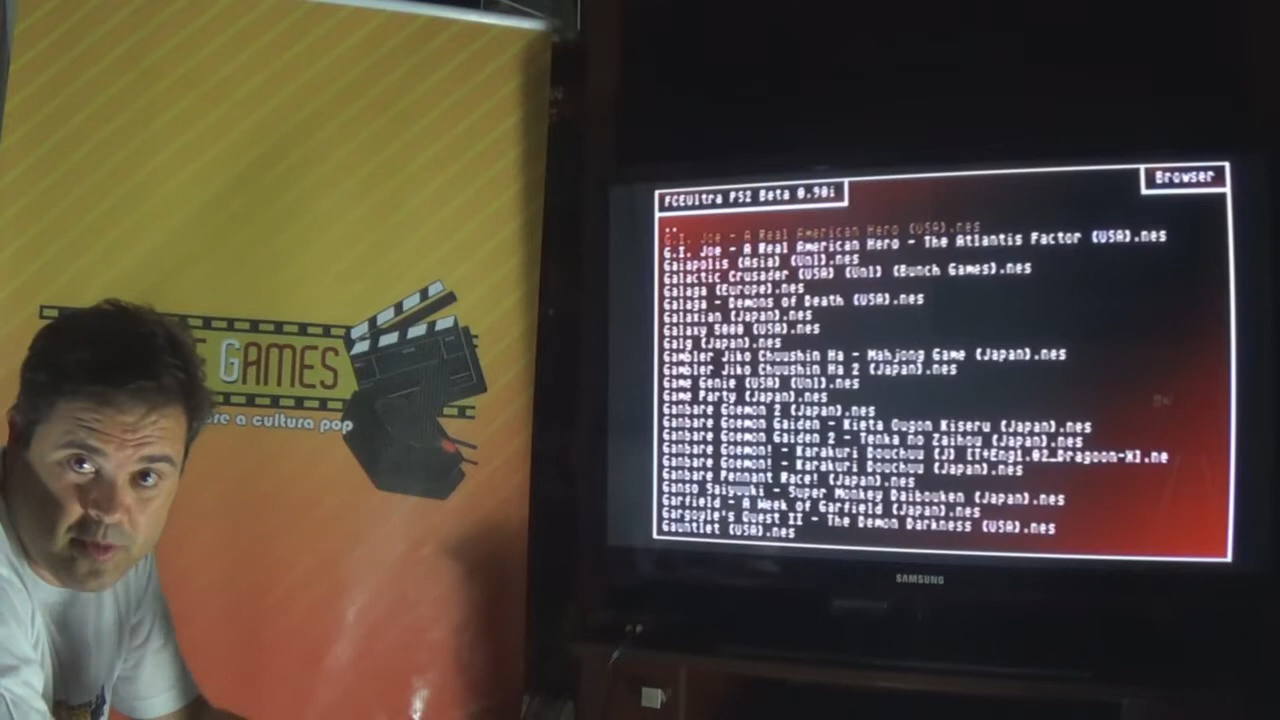 GAMES
re a cultura pop
FCEUltra PS2 Beta 0.90i
Browser
..
G.I. Joe - A Real American Hero (USA).nes
G.I. Joe - A Real American Hero - The Atlantis Factor (USA).nes
Gaiapolis (Asia) (Unl).nes
Galactic Crusader (USA) (Unl) (Bunch Games).nes
Galaga (Europe).nes
Galaga - Demons of Death (USA).nes
Galaxian (Japan).nes
Galaxy 5000 (USA).nes
Galg (Japan).nes
Gambler Jiko Chuushin Ha - Mahjong Game (Japan).nes
Gambler Jiko Chuushin Ha 2 (Japan).nes
Game Genie (USA) (Unl).nes
Game Party (Japan).nes
Ganbare Goemon 2 (Japan).nes
Ganbare Goemon Gaiden - Kieta Ougon Kiseru (Japan).nes
Ganbare Goemon Gaiden 2 - Tenka no Zaihou (Japan).nes
Ganbare Goemon! - Karakuri Douchuu (J) [T+Eng1.02_Dragoon-X].ne
Ganbare Goemon! - Karakuri Douchuu (Japan).nes
Ganbare Pennant Race! (Japan).nes
Ganso Saiyuuki - Super Monkey Daibouken (Japan).nes
Garfield - A Week of Garfield (Japan).nes
Gargoyle's Quest II - The Demon Darkness (USA).nes
Gauntlet (USA).nes
SAMSUNG